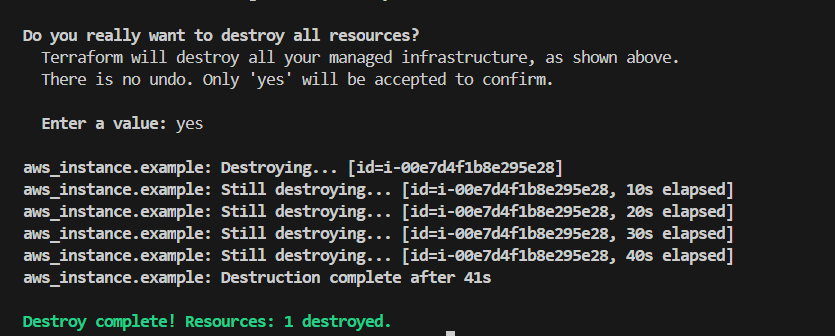 Do you really want to destroy all resources?
Terraform will destroy all your managed infrastructure, as shown above.
There is no undo. Only 'yes' will be accepted to confirm.
Enter a value: yes
aws_instance.example: Destroying... [id=i-00e7d4f1b8e295e28]
aws_instance.example: Still destroying... [id=i-00e7d4f1b8e295e28, 10s elapsed]
aws_instance.example: Still destroying... [id=i-00e7d4f1b8e295e28, 20s elapsed]
aws_instance.example: Still destroying... [id=i-00e7d4f1b8e295e28, 30s elapsed]
aws_instance.example: Still destroying... [id=i-00e7d4f1b8e295e28, 40s elapsed]
aws_instance.example: Destruction complete after 41s
Destroy complete! Resources: 1 destroyed.